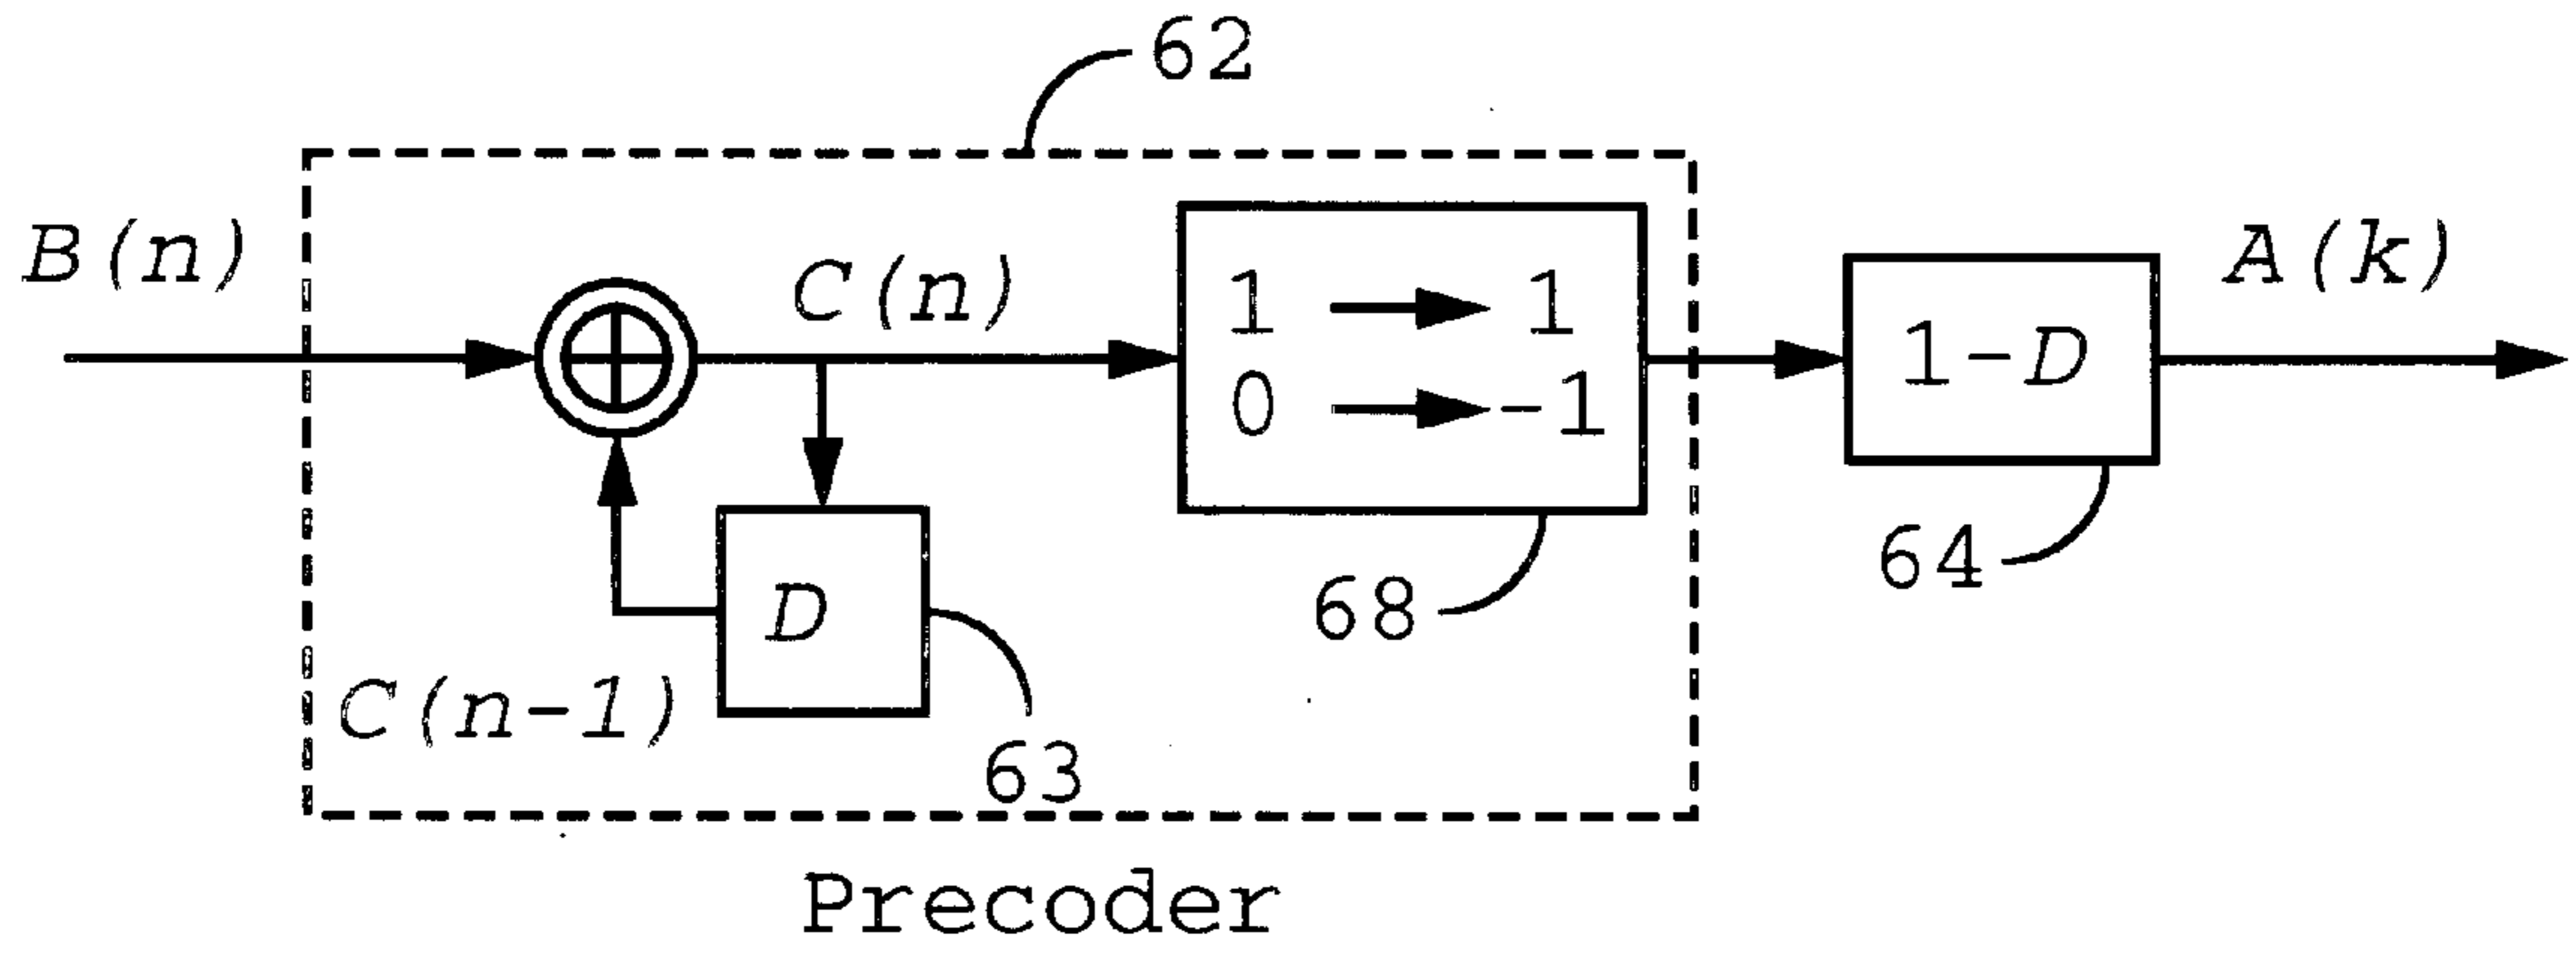 62
B(n)
C(n)
1 1
0 -1
1-D
A(k)
D
C(n-1)
63
68
64
Precoder